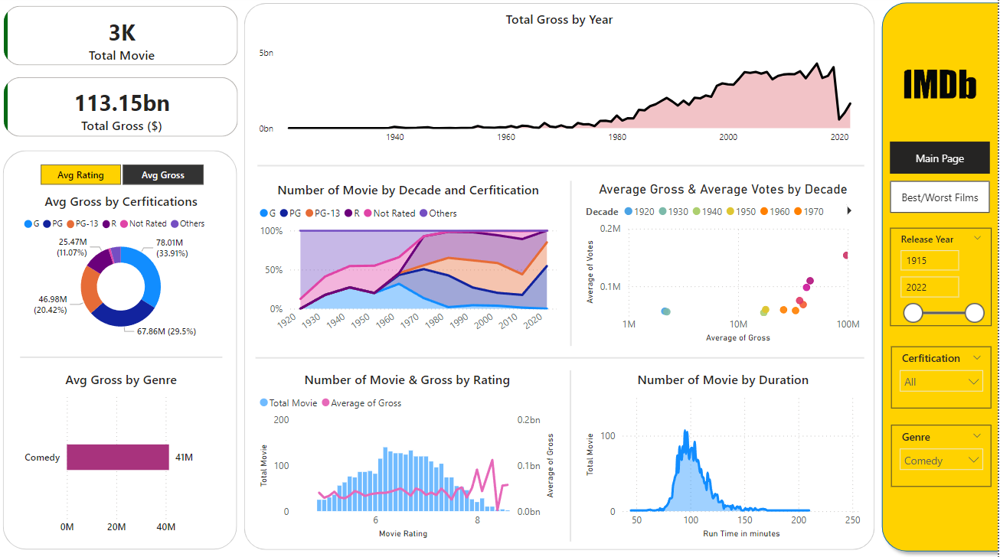 3K
Total Movie
113.15bn
Total Gross ($)
Avg Rating
Avg Gross
Avg Gross by Cerfitications
G PG PG-13 R Not Rated Others
25.47M
(11.07%)
78.01M
(33.91%)
46.98M
(20.42%)
67.86M (29.5%)
Avg Gross by Genre
Comedy
41M
0M 20M 40M
Total Gross by Year
5bn
0bn
1940 1960 1980 2000 2020
Number of Movie by Decade and Cerfitication
G PG PG-13 R Not Rated Others
100%
50%
0%
1920 1930 1940 1950 1960 1970 1980 1990 2000 2010 2020
Average Gross & Average Votes by Decade
Decade 1920 1930 1940 1950 1960 1970
0.2M
0.1M
Average of Votes
1M 10M 100M
Average of Gross
Number of Movie & Gross by Rating
Total Movie Average of Gross
200
100
0
Total Movie
0.2bn
0.1bn
0.0bn
Average of Gross
6 8
Movie Rating
Number of Movie by Duration
100
0
Total Movie
50 100 150 200 250
Run Time in minutes
IMDb
Main Page
Best/Worst Films
Release Year
1915
2022
Cerfitication
All
Genre
Comedy